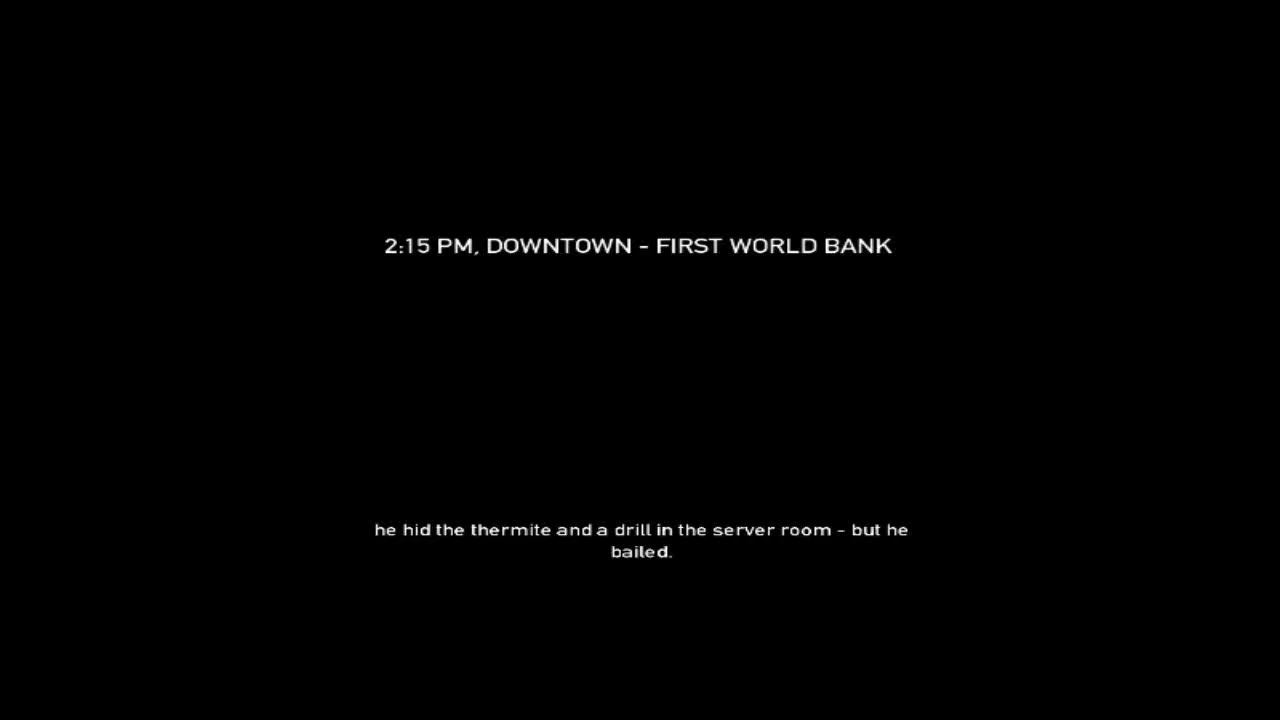 2:15 PM, DOWNTOWN - FIRST WORLD BANK
he hid the thermite and a drill in the server room - but he
bailed.